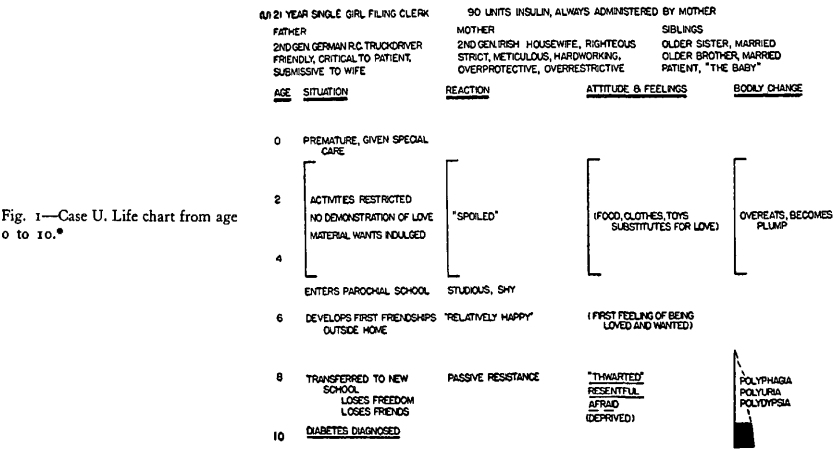 (U) 21 YEAR SINGLE GIRL FILING CLERK 90 UNITS INSULIN, ALWAYS ADMINISTERED BY MOTHER
FATHER MOTHER SIBLINGS
2ND GEN. GERMAN R.C. TRUCKDRIVER 2ND GEN. IRISH HOUSEWIFE, RIGHTEOUS OLDER SISTER, MARRIED
FRIENDLY, CRITICAL TO PATIENT, STRICT, METICULOUS, HARDWORKING, OLDER BROTHER, MARRIED
SUBMISSIVE TO WIFE OVERPROTECTIVE, OVERRESTRICTIVE PATIENT, "THE BABY"
AGE SITUATION REACTION ATTITUDE & FEELINGS BODILY CHANGE
0 PREMATURE, GIVEN SPECIAL
CARE
2 ACTIVITES RESTRICTED
NO DEMONSTRATION OF LOVE "SPOILED" (FOOD, CLOTHES, TOYS OVEREATS, BECOMES
MATERIAL WANTS INDULGED SUBSTITUTES FOR LOVE) PLUMP
4
ENTERS PAROCHIAL SCHOOL STUDIOUS, SHY
6 DEVELOPS FIRST FRIENDSHIPS "RELATIVELY HAPPY" (FIRST FEELING OF BEING
OUTSIDE HOME LOVED AND WANTED)
8 TRANSFERRED TO NEW PASSIVE RESISTANCE "THWARTED" POLYPHAGIA
SCHOOL RESENTFUL POLYURIA
LOSES FREEDOM AFRAID POLYDYPSIA
LOSES FRIENDS (DEPRIVED)
10 DIABETES DIAGNOSED
Fig. 1—Case U. Life chart from age
0 to 10.*